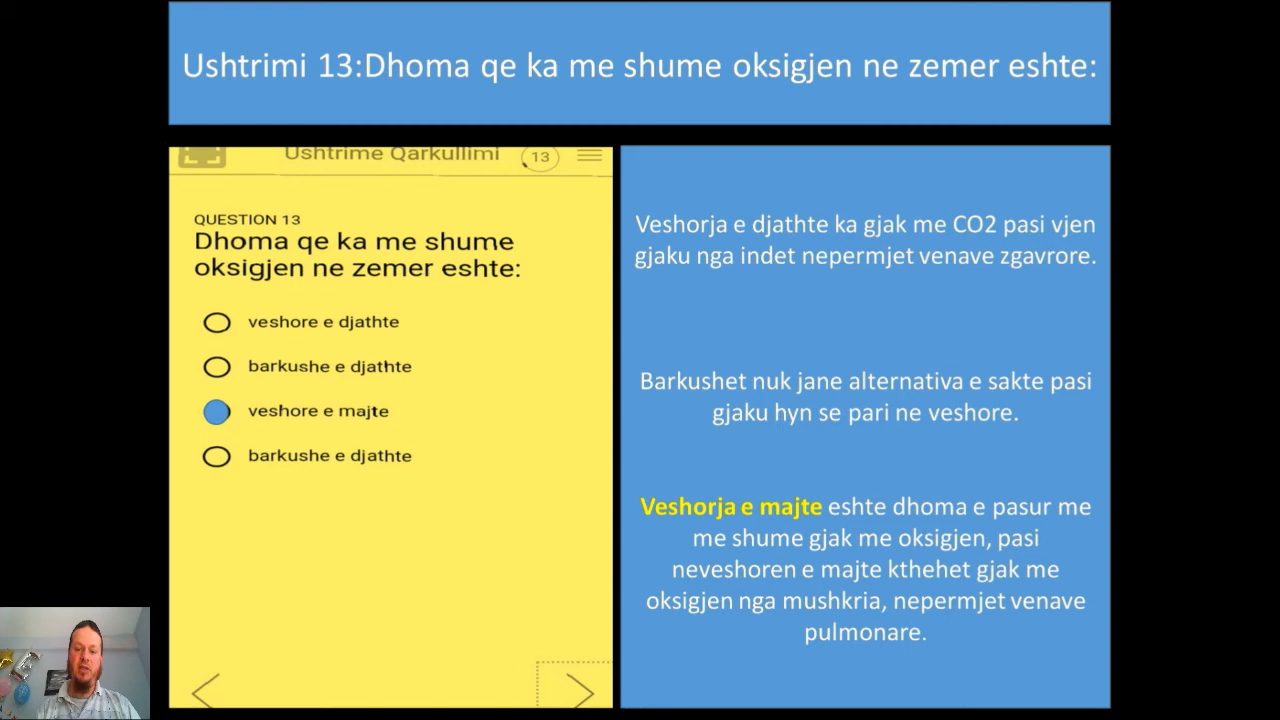 Ushtrimi 13:Dhoma qe ka me shume oksigjen ne zemer eshte:
Ushtrime Qarkullimi
13
QUESTION 13
Dhoma qe ka me shume
oksigjen ne zemer eshte:
veshore e djathte
barkushe e djathte
veshore e majte
barkushe e djathte
Veshorja e djathte ka gjak me CO2 pasi vjen
gjaku nga indet nepermjet venave zgavrore.
Barkushet nuk jane alternativa e sakte pasi
gjaku hyn se pari ne veshore.
Veshorja e majte eshte dhoma e pasur me
me shume gjak me oksigjen, pasi
neveshoren e majte kthehet gjak me
oksigjen nga mushkria, nepermjet venave
pulmonare.